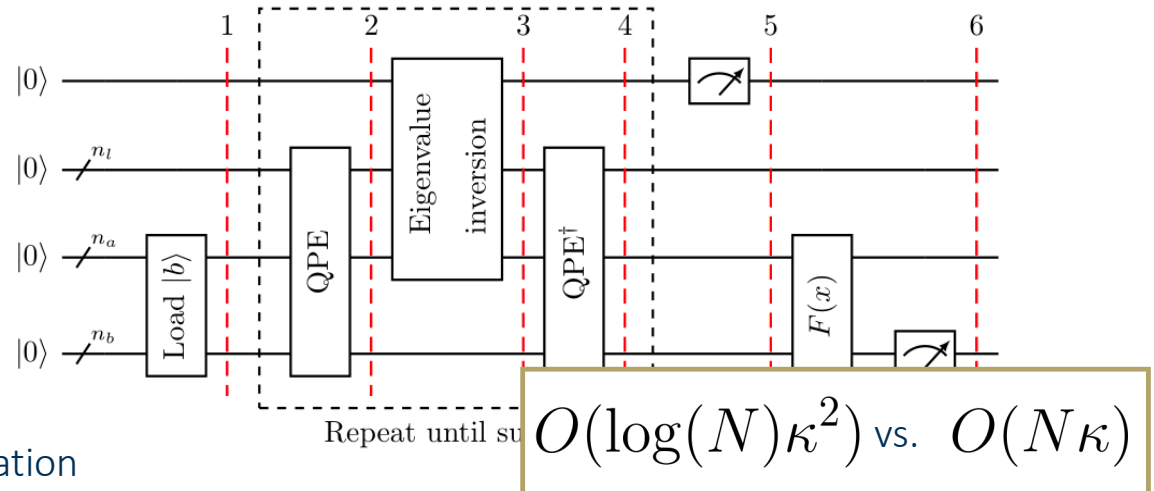 1 2 3 4 5 6
|0⟩
|0⟩ n_l
|0⟩ n_a
|0⟩ n_b
Load |b⟩
QPE
Eigenvalue
inversion
QPE†
F(x)
Repeat until su
O(log(N)κ²) vs. O(Nκ)
ation